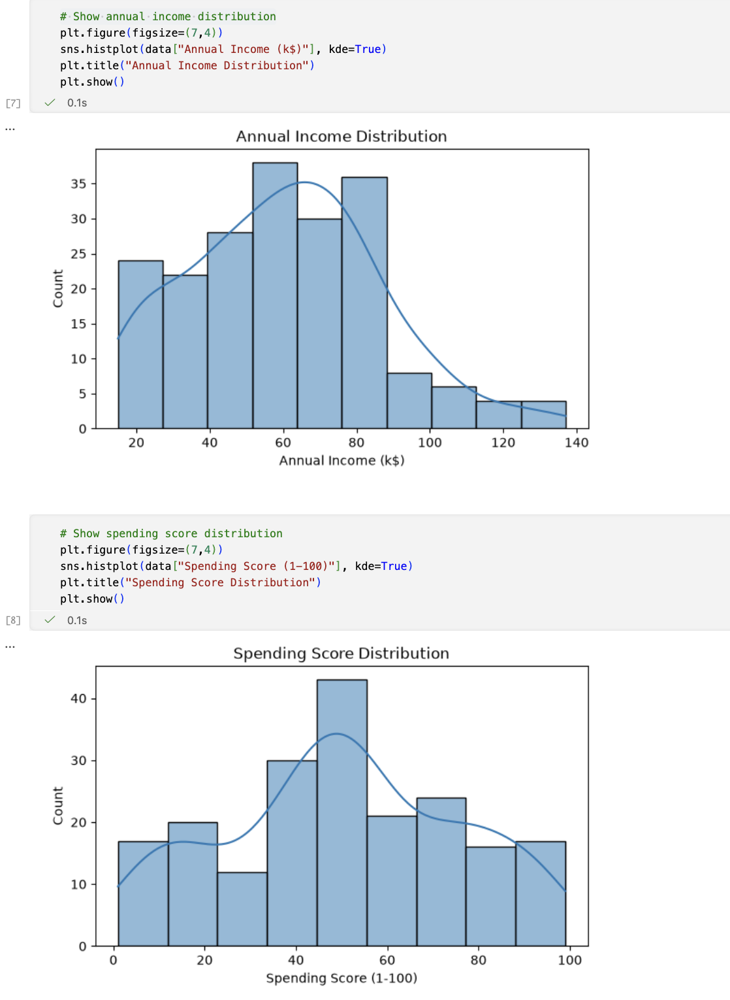 # Show annual income distribution
plt.figure(figsize=(7,4))
sns.histplot(data["Annual Income (k$)"], kde=True)
plt.title("Annual Income Distribution")
plt.show()
[7]
0.1s
...
Annual Income Distribution
35
30
25
20
15
10
5
0
Count
20 40 60 80 100 120 140
Annual Income (k$)
# Show spending score distribution
plt.figure(figsize=(7,4))
sns.histplot(data["Spending Score (1-100)"], kde=True)
plt.title("Spending Score Distribution")
plt.show()
[8]
0.1s
...
Spending Score Distribution
40
30
20
10
0
Count
0 20 40 60 80 100
Spending Score (1-100)